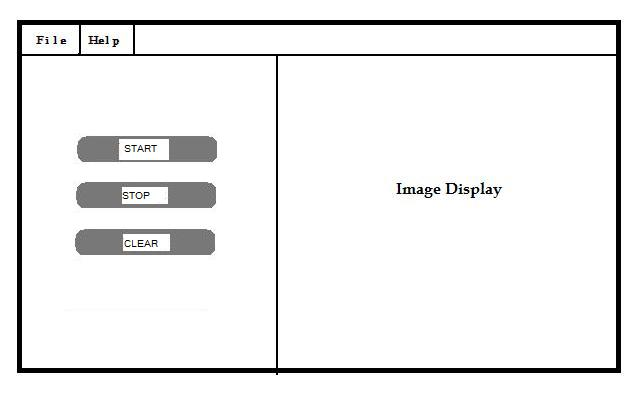 File Help
START
STOP
CLEAR
Image Display